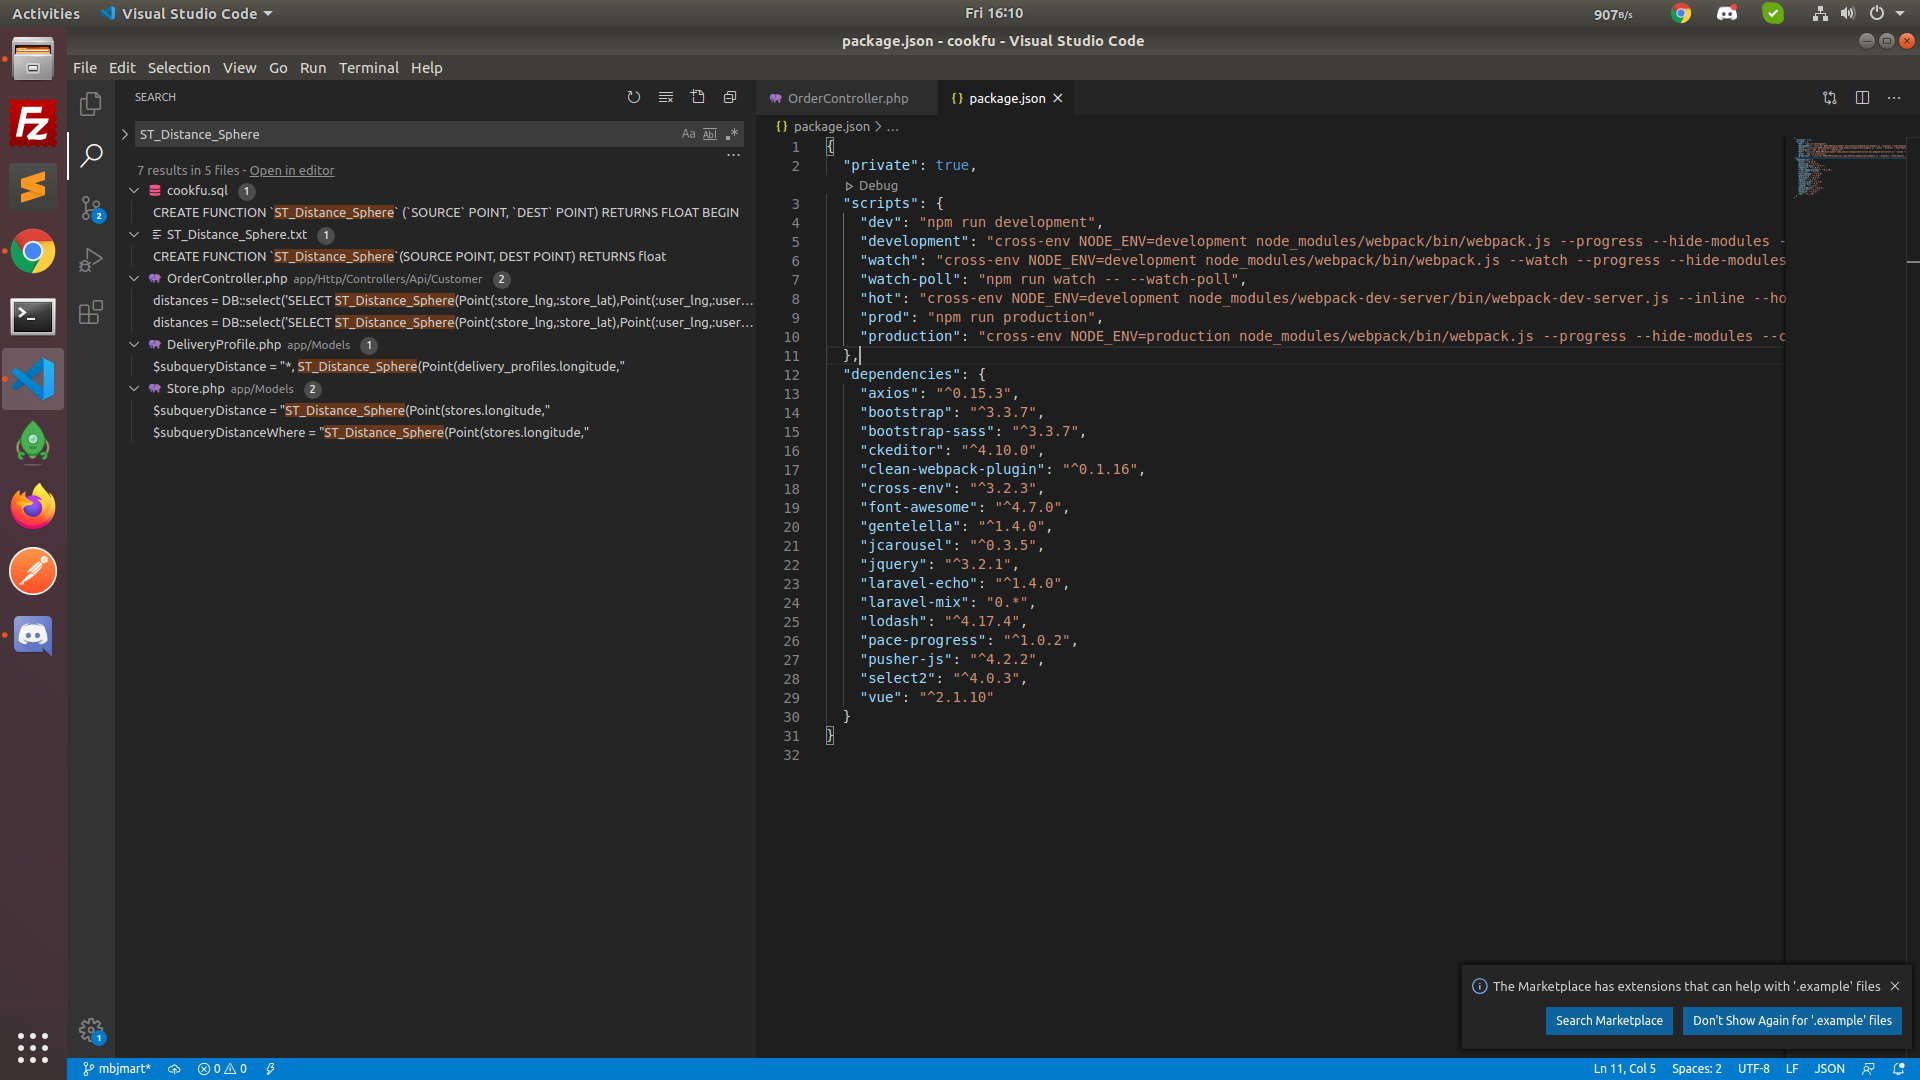 Activities
Visual Studio Code
Fri 16:10
907B/s
package.json - cookfu - Visual Studio Code
File Edit Selection View Go Run Terminal Help
SEARCH
ST_Distance_Sphere
Aa Abl .*
7 results in 5 files - Open in editor
cookfu.sql 1
CREATE FUNCTION `ST_Distance_Sphere` (`SOURCE` POINT, `DEST` POINT) RETURNS FLOAT BEGIN
ST_Distance_Sphere.txt 1
CREATE FUNCTION `ST_Distance_Sphere`(SOURCE POINT, DEST POINT) RETURNS float
OrderController.php app/Http/Controllers/Api/Customer 2
distances = DB::select('SELECT ST_Distance_Sphere(Point(:store_lng,:store_lat),Point(:user_lng,:user...
distances = DB::select('SELECT ST_Distance_Sphere(Point(:store_lng,:store_lat),Point(:user_lng,:user...
DeliveryProfile.php app/Models 1
$subqueryDistance = "*, ST_Distance_Sphere(Point(delivery_profiles.longitude,"
Store.php app/Models 2
$subqueryDistance = "ST_Distance_Sphere(Point(stores.longitude,"
$subqueryDistanceWhere = "ST_Distance_Sphere(Point(stores.longitude,"
OrderController.php
{} package.json
{} package.json > ...
1 {
2 "private": true,
Debug
3 "scripts": {
4 "dev": "npm run development",
5 "development": "cross-env NODE_ENV=development node_modules/webpack/bin/webpack.js --progress --hide-modules -
6 "watch": "cross-env NODE_ENV=development node_modules/webpack/bin/webpack.js --watch --progress --hide-modules
7 "watch-poll": "npm run watch -- --watch-poll",
8 "hot": "cross-env NODE_ENV=development node_modules/webpack-dev-server/bin/webpack-dev-server.js --inline --ho
9 "prod": "npm run production",
10 "production": "cross-env NODE_ENV=production node_modules/webpack/bin/webpack.js --progress --hide-modules --c
11 },
12 "dependencies": {
13 "axios": "^0.15.3",
14 "bootstrap": "^3.3.7",
15 "bootstrap-sass": "^3.3.7",
16 "ckeditor": "^4.10.0",
17 "clean-webpack-plugin": "^0.1.16",
18 "cross-env": "^3.2.3",
19 "font-awesome": "^4.7.0",
20 "gentelella": "^1.4.0",
21 "jcarousel": "^0.3.5",
22 "jquery": "^3.2.1",
23 "laravel-echo": "^1.4.0",
24 "laravel-mix": "0.*",
25 "lodash": "^4.17.4",
26 "pace-progress": "^1.0.2",
27 "pusher-js": "^4.2.2",
28 "select2": "^4.0.3",
29 "vue": "^2.1.10"
30 }
31 }
32
The Marketplace has extensions that can help with '.example' files
Search Marketplace
Don't Show Again for '.example' files
2
1
mbjmart*
0 0
Ln 11, Col 5
Spaces: 2
UTF-8
LF
JSON